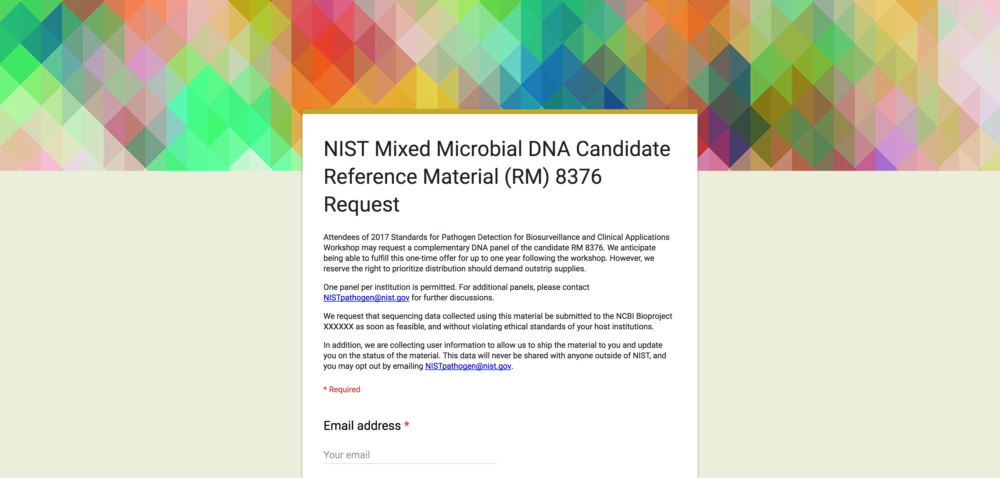 NIST Mixed Microbial DNA Candidate
Reference Material (RM) 8376
Request
Attendees of 2017 Standards for Pathogen Detection for Biosurveillance and Clinical Applications
Workshop may request a complementary DNA panel of the candidate RM 8376. We anticipate
being able to fulfill this one-time offer for up to one year following the workshop. However, we
reserve the right to prioritize distribution should demand outstrip supplies.
One panel per institution is permitted. For additional panels, please contact
NISTpathogen@nist.gov for further discussions.
We request that sequencing data collected using this material be submitted to the NCBI Bioproject
XXXXXX as soon as feasible, and without violating ethical standards of your host institutions.
In addition, we are collecting user information to allow us to ship the material to you and update
you on the status of the material. This data will never be shared with anyone outside of NIST, and
you may opt out by emailing NISTpathogen@nist.gov.
* Required
Email address *
Your email